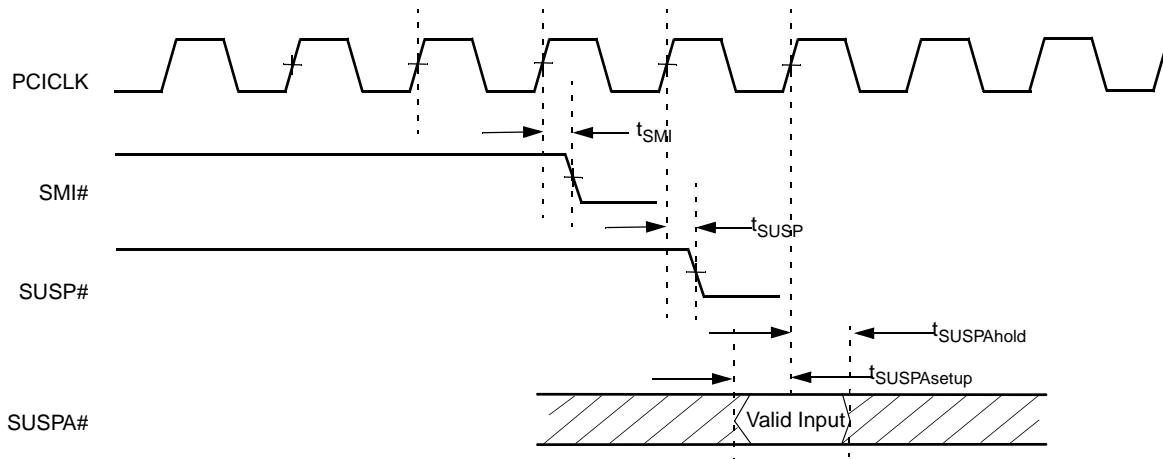 PCICLK
tSMI
SMI#
tSUSP
SUSP#
tSUSPAhold
tSUSPAsetup
SUSPA#
Valid Input